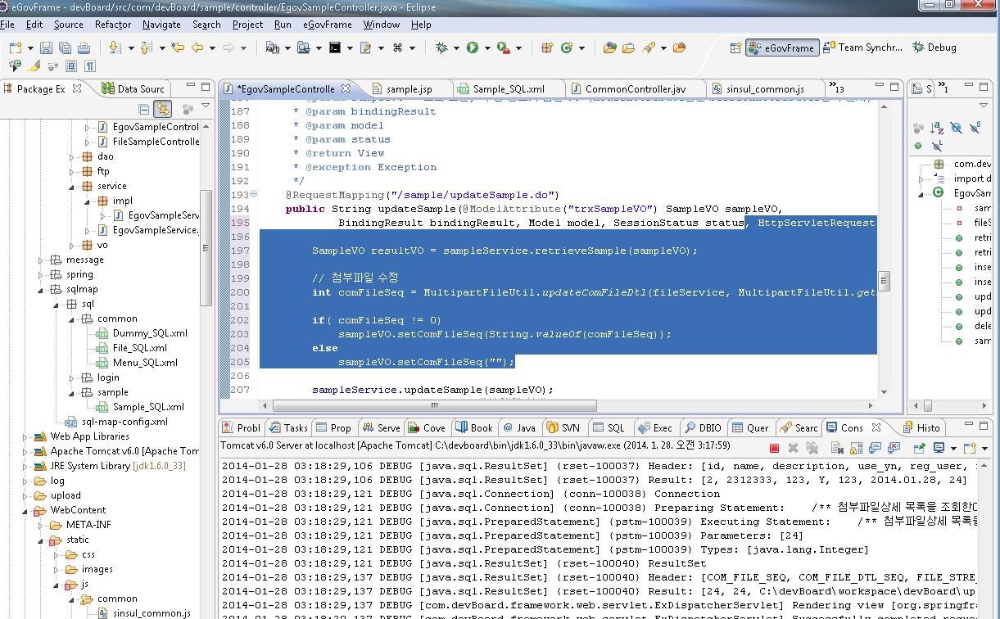 eGovFrame - devBoard/src/com/devBoard/sample/controller/EgovSampleController.java - Eclipse
File Edit Source Refactor Navigate Search Project Run eGovFrame Window Help
eGovFrame Team Synchr... Debug
Package Ex Data Sourc
*EgovSampleControlle sample.jsp Sample_SQL.xml CommonController.jav sinsul_common.js »13
S »1
EgovSampleControl
FileSampleControlle
dao
ftp
service
impl
EgovSampleServ
EgovSampleService.
vo
message
spring
sqlmap
sql
common
Dummy_SQL.xml
File_SQL.xml
Menu_SQL.xml
login
sample
Sample_SQL.xml
sql-map-config.xml
Web App Libraries
Apache Tomcat v6.0 [Apache Tom
JRE System Library [jdk1.6.0_33]
log
upload
WebContent
META-INF
static
css
images
js
common
sinsul_common.js
187 * @param bindingResult
188 * @param model
189 * @param status
190 * @return View
191 * @exception Exception
192 */
193 @RequestMapping("/sample/updateSample.do")
194 public String updateSample(@ModelAttribute("trxSampleVO") SampleVO sampleVO,
195 BindingResult bindingResult, Model model, SessionStatus status, HttpServletRequest
196
197 SampleVO resultVO = sampleService.retrieveSample(sampleVO);
198
199 // 첨부파일 수정
200 int comFileSeq = MultipartFileUtil.updateComFileDtl(fileService, MultipartFileUtil.get
201
202 if( comFileSeq != 0)
203 sampleVO.setComFileSeq(String.valueOf(comFileSeq));
204 else
205 sampleVO.setComFileSeq("");
206
207 sampleService.updateSample(sampleVO);
com.dev
import d
EgovSam
sam
fileS
retri
retri
inse
inse
upd
upd
dele
sam
Probl Tasks Prop Serve Cove Book Java SVN SQL Exec DBIO Quer Searc Cons Histo
Tomcat v6.0 Server at localhost [Apache Tomcat] C:\devboard\bin\jdk1.6.0_33\bin\javaw.exe (2014. 1. 28. 오전 3:17:59)
2014-01-28 03:18:29,106 DEBUG [java.sql.ResultSet] {rset-100037} Header: [id, name, description, use_yn, reg_user,
2014-01-28 03:18:29,106 DEBUG [java.sql.ResultSet] {rset-100037} Result: [2, 2312333, 123, Y, 123, 2014.01.28, 24]
2014-01-28 03:18:29,121 DEBUG [java.sql.Connection] {conn-100038} Connection
2014-01-28 03:18:29,121 DEBUG [java.sql.Connection] {conn-100038} Preparing Statement: /** 첨부파일상세 목록을 조회한
2014-01-28 03:18:29,121 DEBUG [java.sql.PreparedStatement] {pstm-100039} Executing Statement: /** 첨부파일상세 목록을
2014-01-28 03:18:29,121 DEBUG [java.sql.PreparedStatement] {pstm-100039} Parameters: [24]
2014-01-28 03:18:29,121 DEBUG [java.sql.PreparedStatement] {pstm-100039} Types: [java.lang.Integer]
2014-01-28 03:18:29,121 DEBUG [java.sql.ResultSet] {rset-100040} ResultSet
2014-01-28 03:18:29,137 DEBUG [java.sql.ResultSet] {rset-100040} Header: [COM_FILE_SEQ, COM_FILE_DTL_SEQ, FILE_STRE
2014-01-28 03:18:29,137 DEBUG [java.sql.ResultSet] {rset-100040} Result: [24, 24, C:\devBoard\workspace\devBoard\up
2014-01-28 03:18:29,137 DEBUG [com.devBoard.framework.web.servlet.ExDispatcherServlet] Rendering view [org.springfr
2014-01-28 03:18:29,137 DEBUG [com.devBoard.framework.web.servlet.ExDispatcherServlet] Successfully completed request